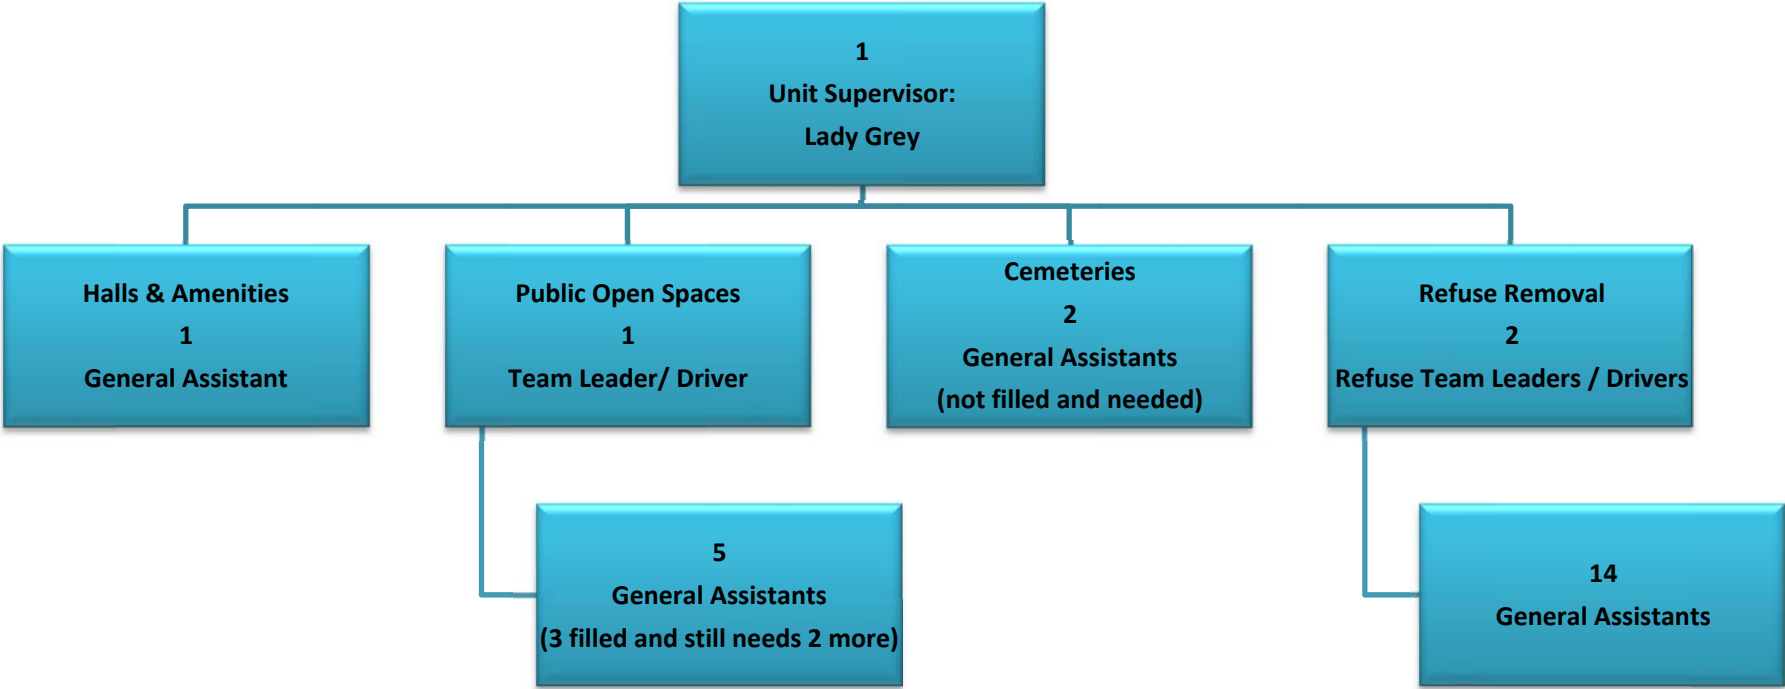 1
Unit Supervisor:
Lady Grey
Halls & Amenities
1
General Assistant
Public Open Spaces
1
Team Leader/ Driver
Cemeteries
2
General Assistants
(not filled and needed)
Refuse Removal
2
Refuse Team Leaders / Drivers
5
General Assistants
(3 filled and still needs 2 more)
14
General Assistants